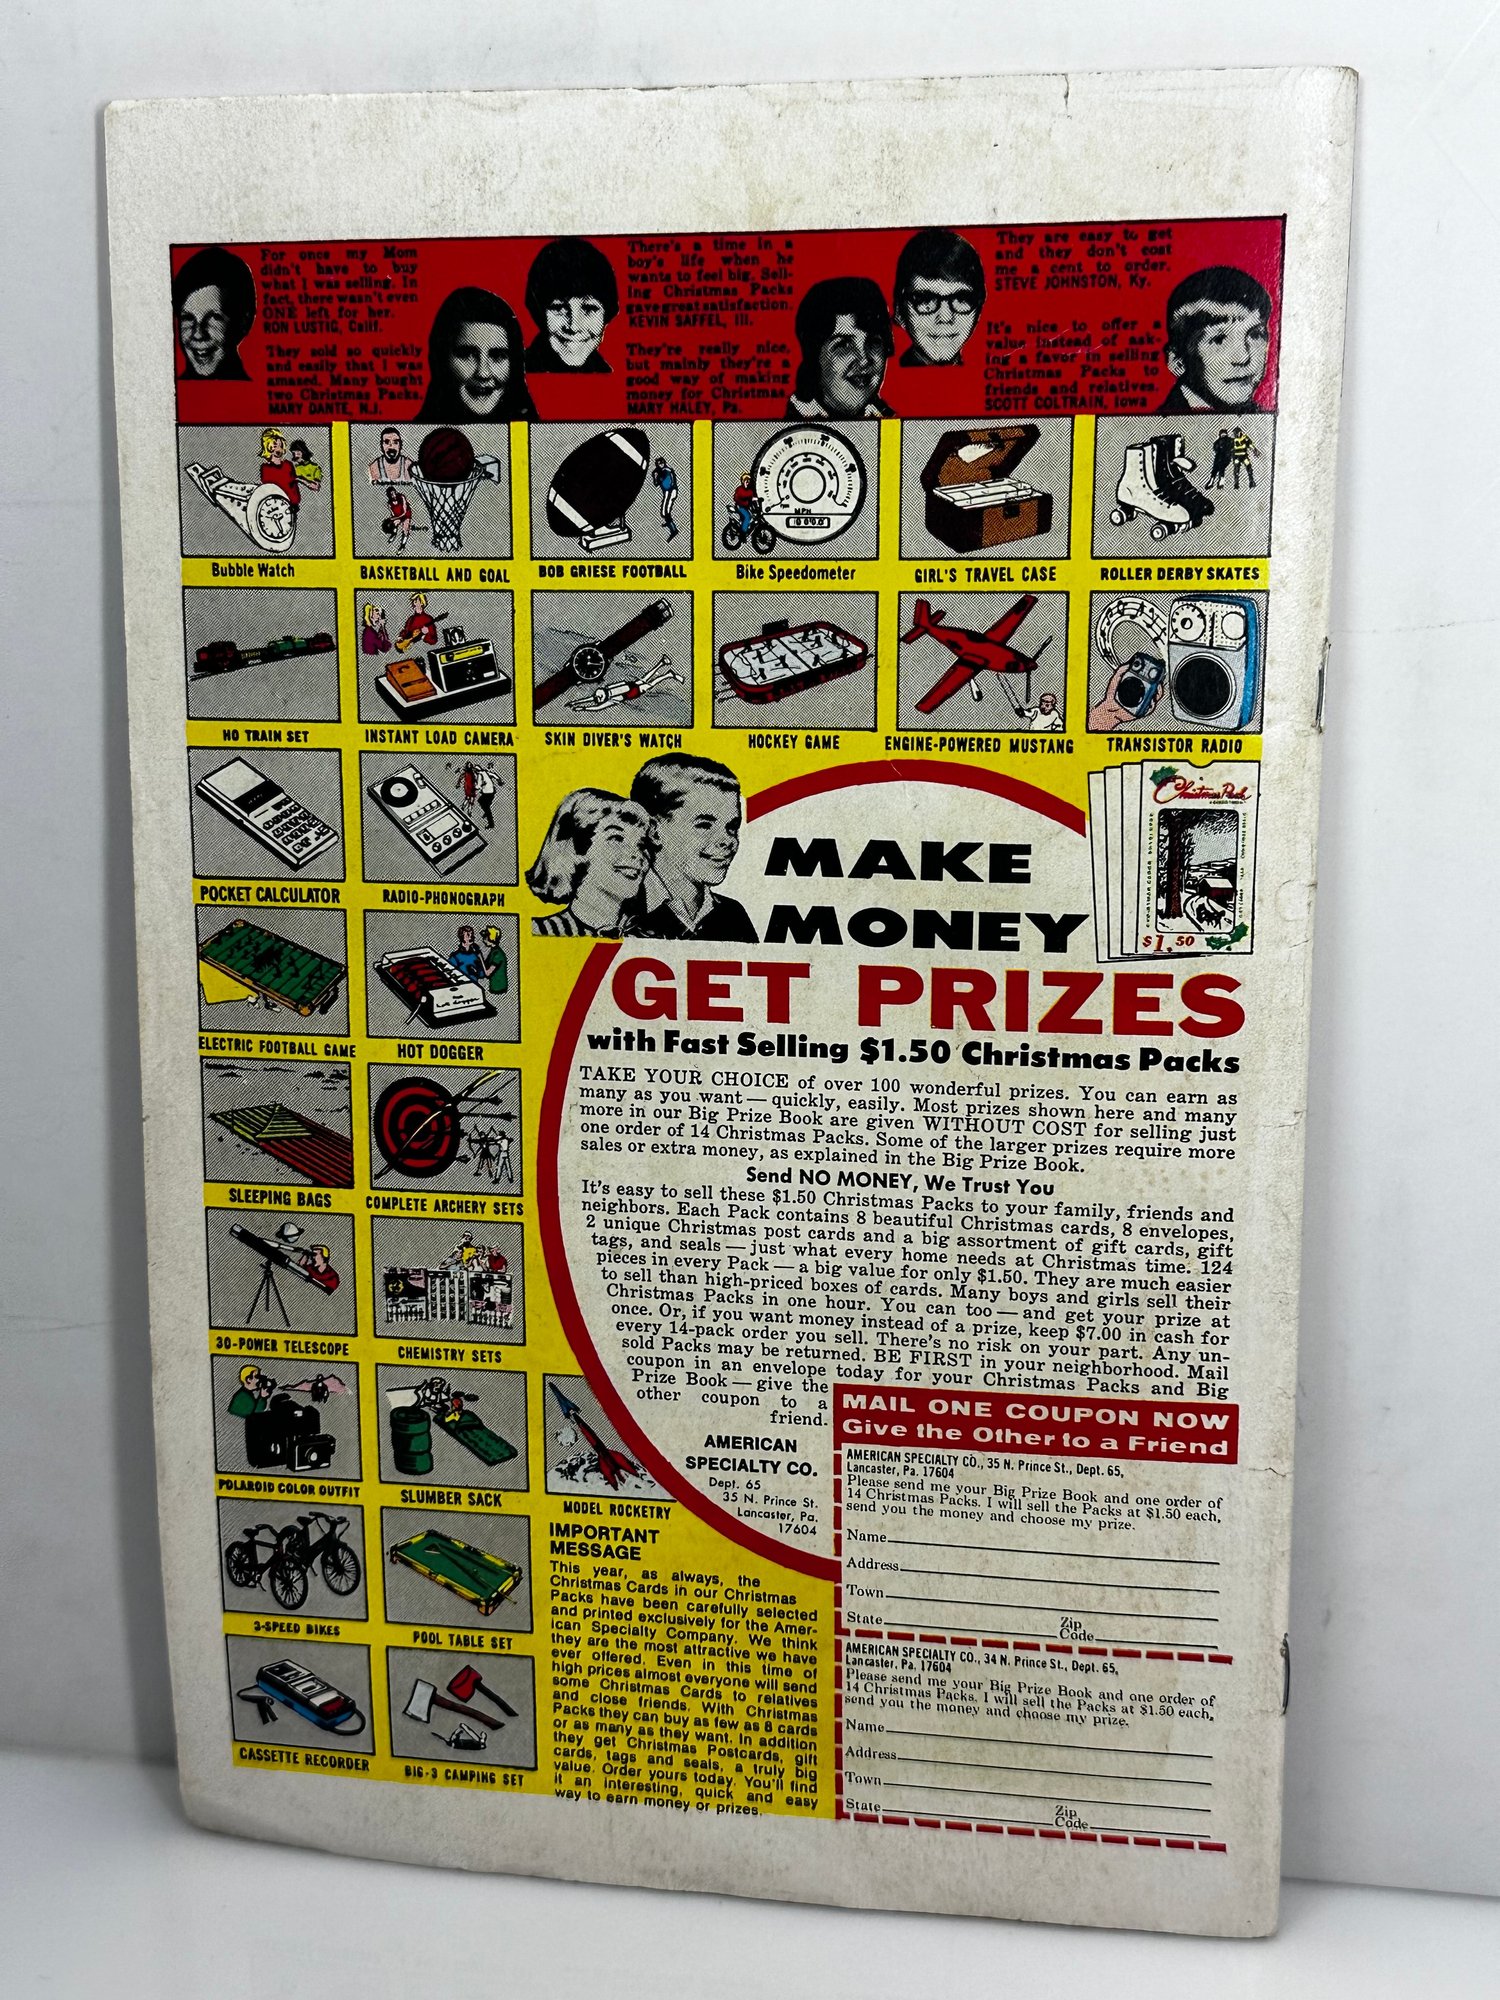 For once my Mom
didn't have to buy
what I was selling. In
fact, there wasn't even
ONE left for her.
RON LUSTIG, Calif.
They sold so quickly
and easily that I was
amazed. Many bought
two Christmas Packs.
MARY DANTE, N.J.
There's a time in a
boy's life when he
wants to feel big. Sell-
ing Christmas Packs
gave great satisfaction.
KEVIN SAFFEL, Ill.
They're really nice,
but mainly they're a
good way of making
money for Christmas.
MARY HALEY, Pa.
They are easy to get
and they don't cost
me a cent to order.
STEVE JOHNSTON, Ky.
It's nice to offer a
value instead of ask-
ing a favor in selling
Christmas Packs to
friends and relatives.
SCOTT COLTRAIN, Iowa
MPH
Bubble Watch
BASKETBALL AND GOAL
BOB GRIESE FOOTBALL
Bike Speedometer
GIRL'S TRAVEL CASE
ROLLER DERBY SKATES
HO TRAIN SET
INSTANT LOAD CAMERA
SKIN DIVER'S WATCH
HOCKEY GAME
ENGINE-POWERED MUSTANG
TRANSISTOR RADIO
POCKET CALCULATOR
RADIO-PHONOGRAPH
ELECTRIC FOOTBALL GAME
HOT DOGGER
SLEEPING BAGS
COMPLETE ARCHERY SETS
30-POWER TELESCOPE
CHEMISTRY SETS
POLAROID COLOR OUTFIT
SLUMBER SACK
MODEL ROCKETRY
3-SPEED BIKES
POOL TABLE SET
CASSETTE RECORDER
BIG-3 CAMPING SET
Christmas Pack
$1.50
MAKE
MONEY
GET PRIZES
with Fast Selling $1.50 Christmas Packs
TAKE YOUR CHOICE of over 100 wonderful prizes. You can earn as
many as you want — quickly, easily. Most prizes shown here and many
more in our Big Prize Book are given WITHOUT COST for selling just
one order of 14 Christmas Packs. Some of the larger prizes require more
sales or extra money, as explained in the Big Prize Book.
Send NO MONEY, We Trust You
It's easy to sell these $1.50 Christmas Packs to your family, friends and
neighbors. Each Pack contains 8 beautiful Christmas cards, 8 envelopes,
2 unique Christmas post cards and a big assortment of gift cards, gift
tags, and seals — just what every home needs at Christmas time. 124
pieces in every Pack — a big value for only $1.50. They are much easier
to sell than high-priced boxes of cards. Many boys and girls sell their
Christmas Packs in one hour. You can too — and get your prize at
once. Or, if you want money instead of a prize, keep $7.00 in cash for
every 14-pack order you sell. There's no risk on your part. Any un-
sold Packs may be returned. BE FIRST in your neighborhood. Mail
coupon in an envelope today for your Christmas Packs and Big
Prize Book — give the
other coupon to a
friend.
AMERICAN
SPECIALTY CO.
Dept. 65
35 N. Prince St.
Lancaster, Pa.
17604
IMPORTANT
MESSAGE
This year, as always, the
Christmas Cards in our Christmas
Packs have been carefully selected
and printed exclusively for the Amer-
ican Specialty Company. We think
they are the most attractive we have
ever offered. Even in this time of
high prices almost everyone will send
some Christmas Cards to relatives
and close friends. With Christmas
Packs they can buy as few as 8 cards
or as many as they want. In addition
they get Christmas Postcards, gift
cards, tags and seals, a truly big
value. Order yours today. You'll find
it an interesting, quick and easy
way to earn money or prizes.
MAIL ONE COUPON NOW
Give the Other to a Friend
AMERICAN SPECIALTY CO., 35 N. Prince St., Dept. 65,
Lancaster, Pa. 17604
Please send me your Big Prize Book and one order of
14 Christmas Packs. I will sell the Packs at $1.50 each,
send you the money and choose my prize.
Name
Address
Town
State Zip Code
AMERICAN SPECIALTY CO., 34 N. Prince St., Dept. 65,
Lancaster, Pa. 17604
Please send me your Big Prize Book and one order of
14 Christmas Packs. I will sell the Packs at $1.50 each,
send you the money and choose my prize.
Name
Address
Town
State Zip Code